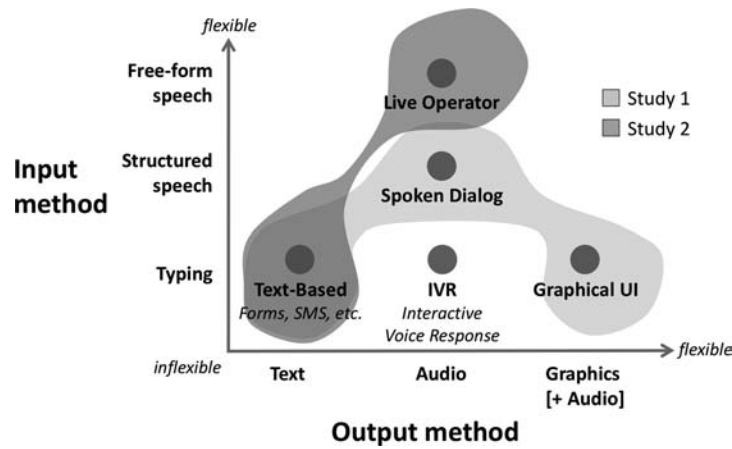 flexible
Free-form
speech
Live Operator
Study 1
Study 2
Input
method
Structured
speech
Spoken Dialog
Typing
Text-Based
Forms, SMS, etc.
IVR
Interactive
Voice Response
Graphical UI
inflexible
flexible
Text
Audio
Graphics
[+ Audio]
Output method